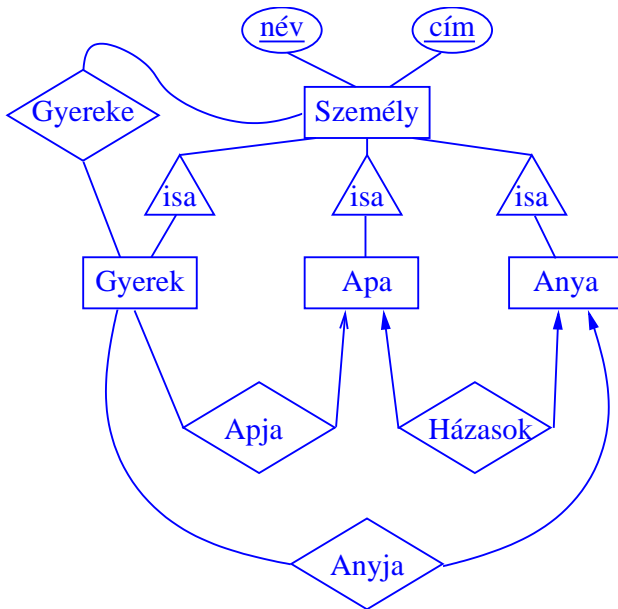 név
cím
Gyereke
Személy
isa
isa
isa
Gyerek
Apa
Anya
Apja
Házasok
Anyja